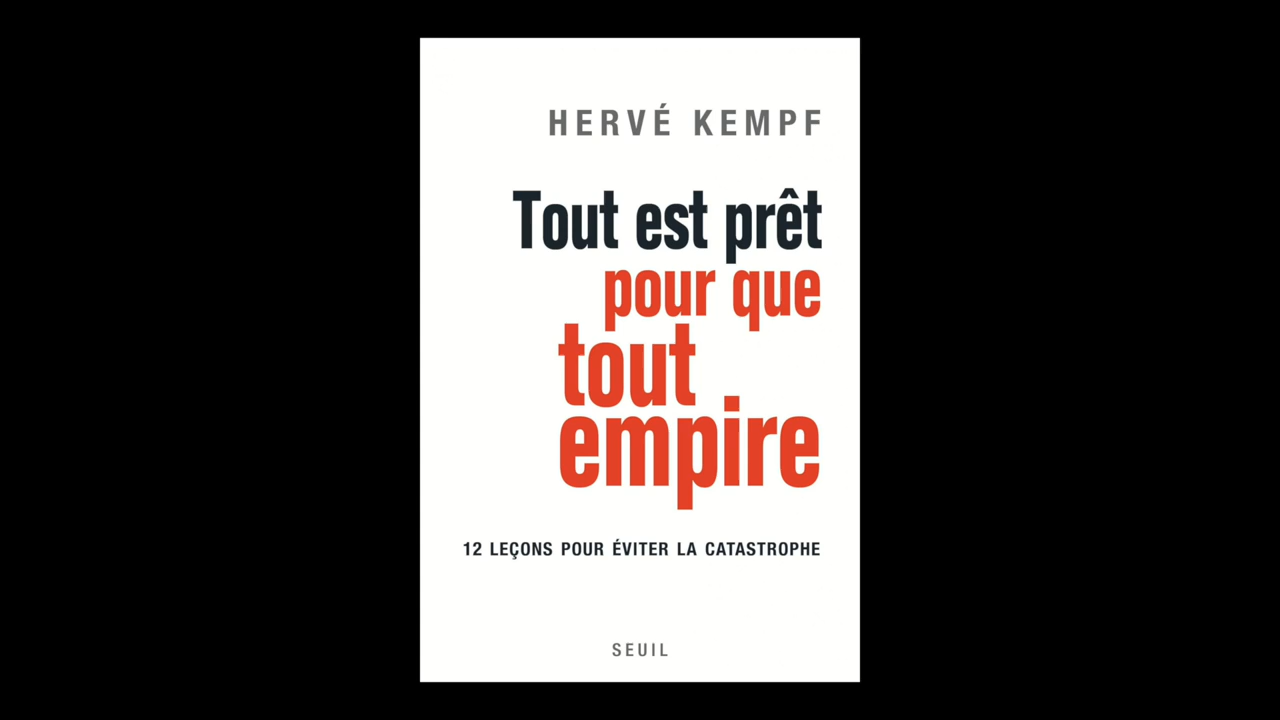 HERVÉ KEMPF
Tout est prêt
pour que
tout
empire
12 LEÇONS POUR ÉVITER LA CATASTROPHE
SEUIL